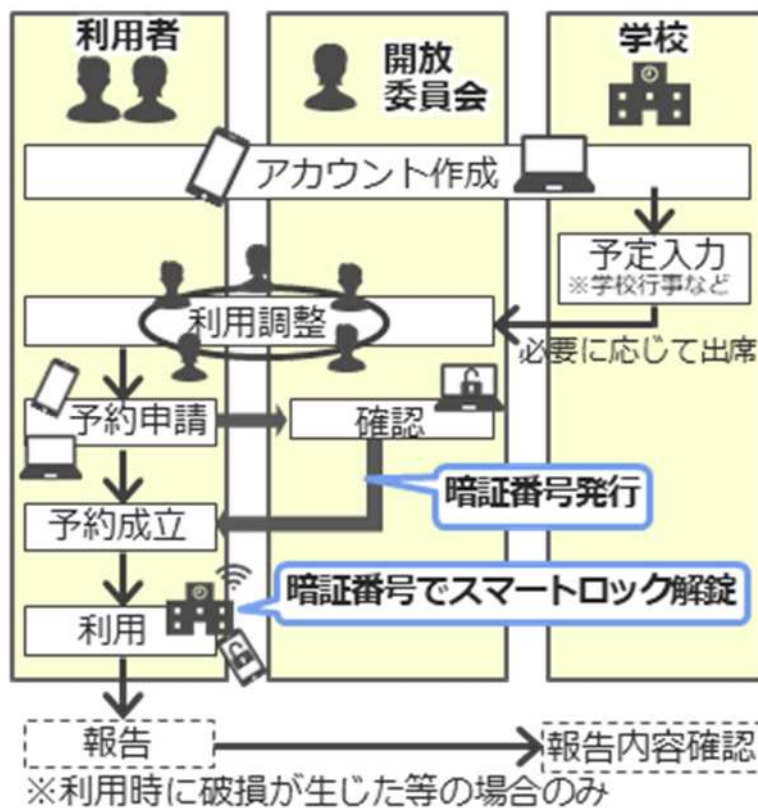 利用者
開放
委員会
学校
アカウント作成
予定入力
※学校行事など
利用調整
必要に応じて出席
予約申請
確認
暗証番号発行
予約成立
暗証番号でスマートロック解錠
利用
報告
報告内容確認
※利用時に破損が生じた等の場合のみ